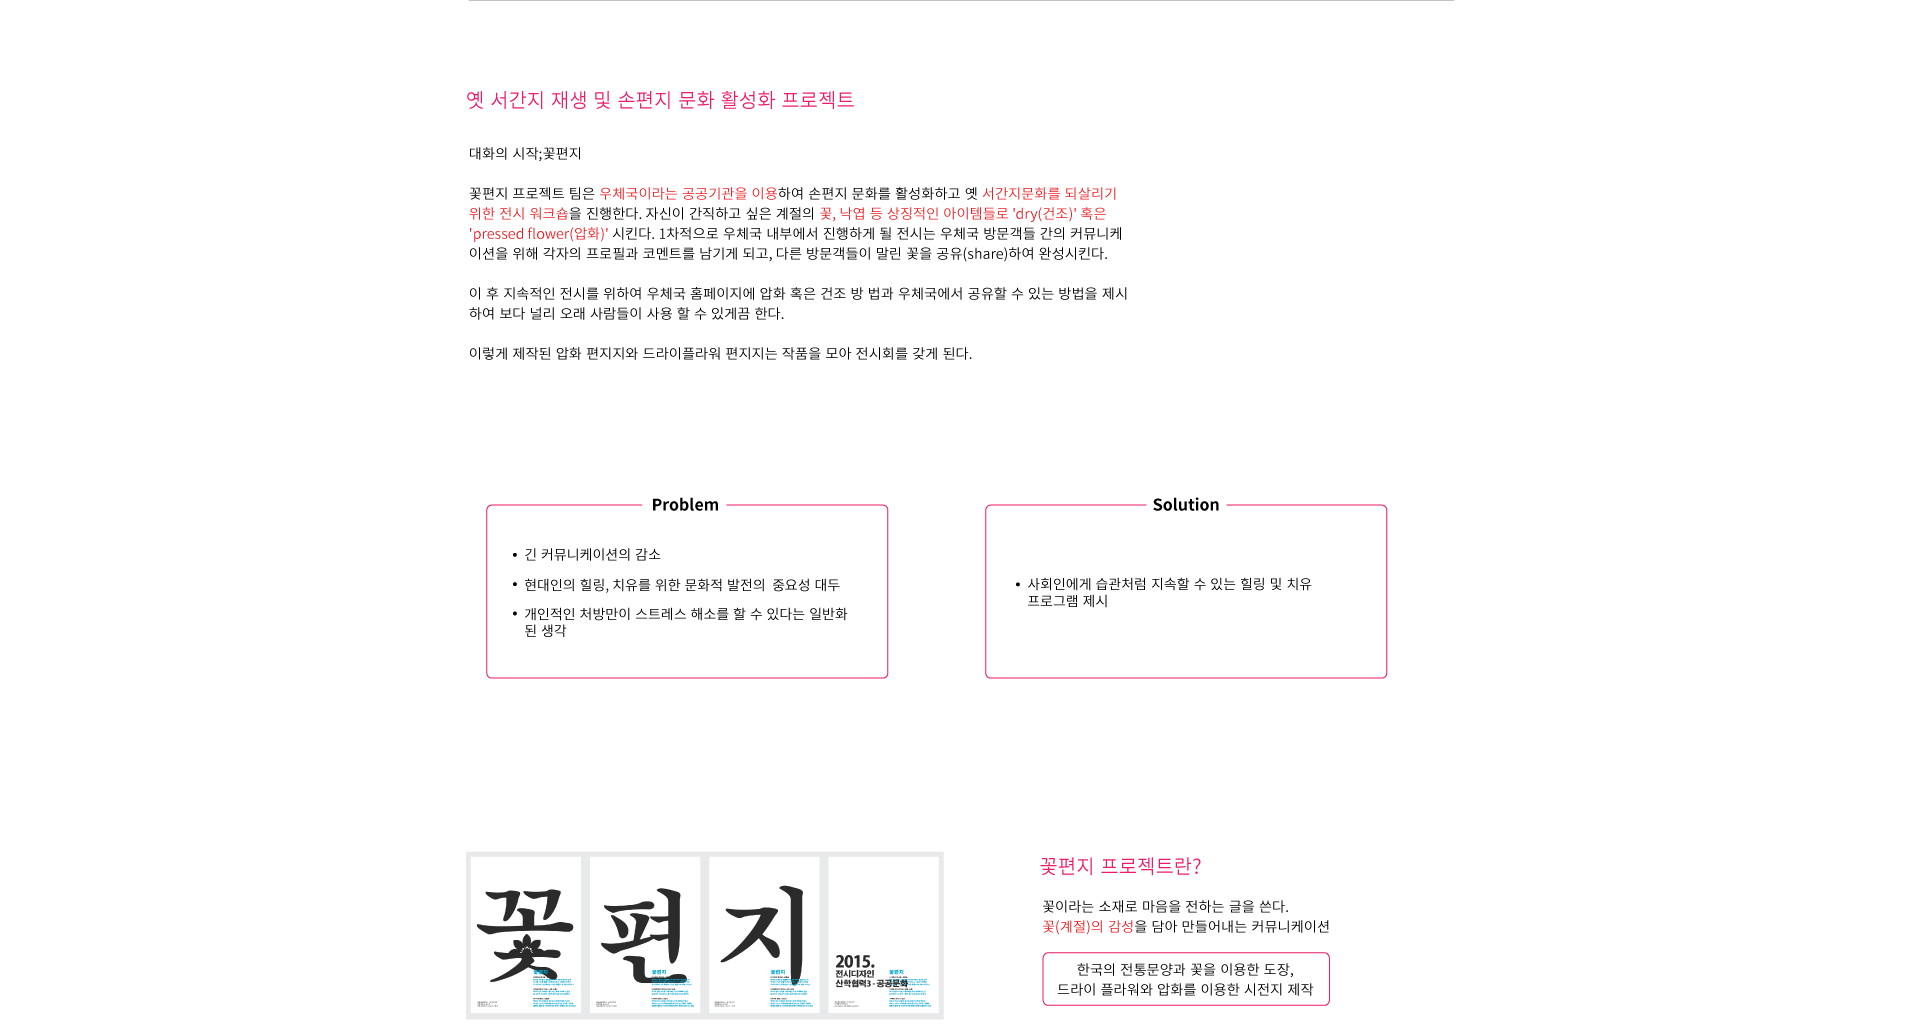 옛 서간지 재생 및 손편지 문화 활성화 프로젝트
대화의 시작;꽃편지
꽃편지 프로젝트 팀은 우체국이라는 공공기관을 이용하여 손편지 문화를 활성화하고 옛 서간지문화를 되살리기
위한 전시 워크숍을 진행한다. 자신이 간직하고 싶은 계절의 꽃, 낙엽 등 상징적인 아이템들로 'dry(건조)' 혹은
'pressed flower(압화)' 시킨다. 1차적으로 우체국 내부에서 진행하게 될 전시는 우체국 방문객들 간의 커뮤니케
이션을 위해 각자의 프로필과 코멘트를 남기게 되고, 다른 방문객들이 말린 꽃을 공유(share)하여 완성시킨다.
이 후 지속적인 전시를 위하여 우체국 홈페이지에 압화 혹은 건조 방 법과 우체국에서 공유할 수 있는 방법을 제시
하여 보다 널리 오래 사람들이 사용 할 수 있게끔 한다.
이렇게 제작된 압화 편지지와 드라이플라워 편지지는 작품을 모아 전시회를 갖게 된다.
Problem
• 긴 커뮤니케이션의 감소
• 현대인의 힐링, 치유를 위한 문화적 발전의 중요성 대두
• 개인적인 처방만이 스트레스 해소를 할 수 있다는 일반화
된 생각
Solution
• 사회인에게 습관처럼 지속할 수 있는 힐링 및 치유
프로그램 제시
꽃
편
지
꽃편지
꽃편지
꽃편지
꽃편지
2015.
전시디자인
산학협력3 - 공공문화
꽃편지 프로젝트란?
꽃이라는 소재로 마음을 전하는 글을 쓴다.
꽃(계절)의 감성을 담아 만들어내는 커뮤니케이션
한국의 전통문양과 꽃을 이용한 도장,
드라이 플라워와 압화를 이용한 시전지 제작